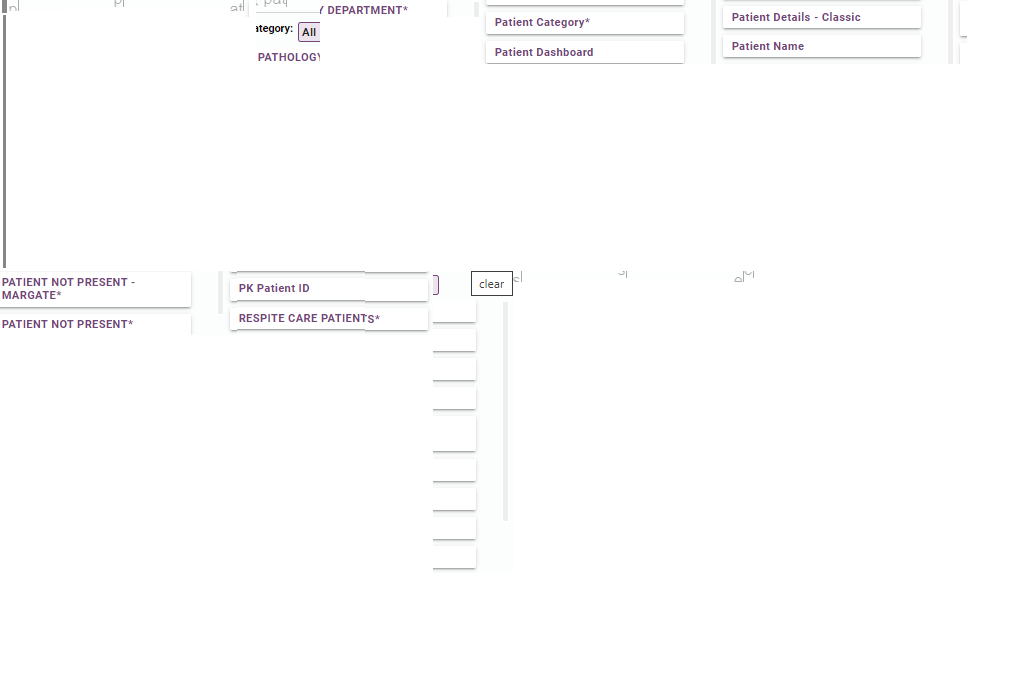 Y DEPARTMENT*
ategory: All
PATHOLOGY
Patient Category*
Patient Dashboard
Patient Details - Classic
Patient Name
PATIENT NOT PRESENT -
MARGATE*
PATIENT NOT PRESENT*
PK Patient ID
RESPITE CARE PATIENTS*
clear